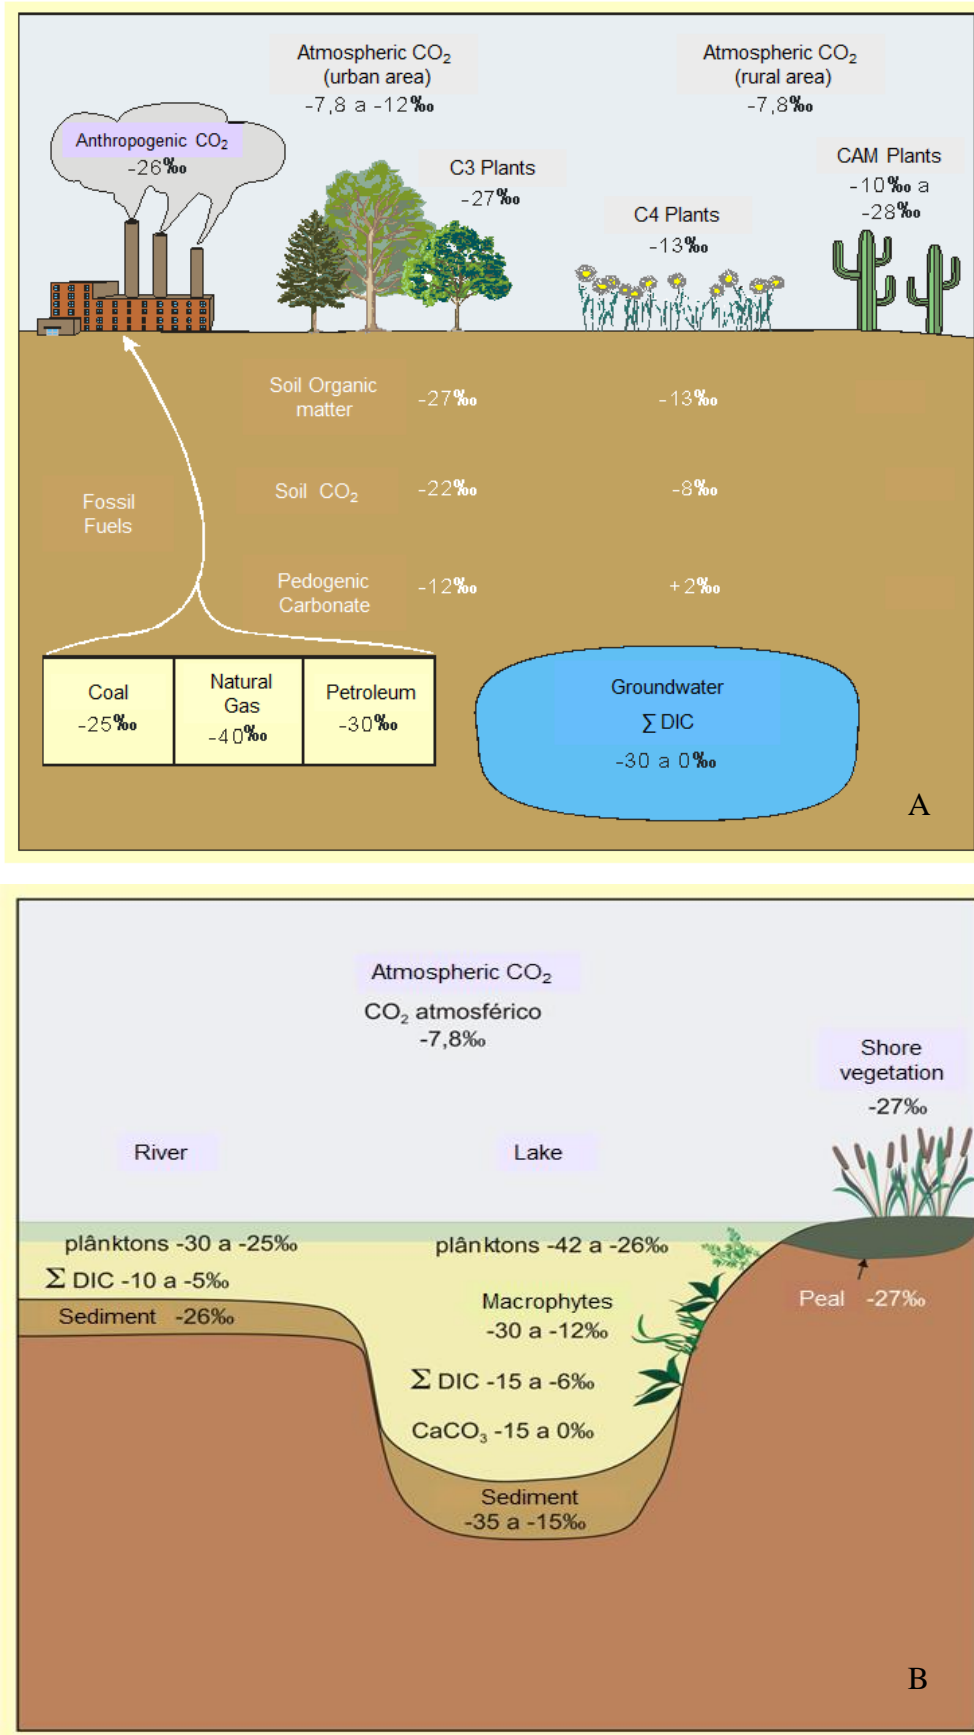 Atmospheric CO₂
(urban area)
-7,8 a -12‰
Atmospheric CO₂
(rural area)
-7,8‰
Anthropogenic CO₂
-26‰
C3 Plants
-27‰
C4 Plants
-13‰
CAM Plants
-10‰ a
-28‰
Soil Organic
matter
-27‰
-13‰
Soil CO₂
-22‰
-8‰
Fossil
Fuels
Pedogenic
Carbonate
-12‰
+2‰
Coal
-25‰
Natural
Gas
-40‰
Petroleum
-30‰
Groundwater
∑ DIC
-30 a 0‰
A
Atmospheric CO₂
CO₂ atmosférico
-7,8‰
Shore
vegetation
-27‰
River
Lake
plânktons -30 a -25‰
∑ DIC -10 a -5‰
Sediment -26‰
plânktons -42 a -26‰
Macrophytes
-30 a -12‰
∑ DIC -15 a -6‰
CaCO₃ -15 a 0‰
Sediment
-35 a -15‰
Peal -27‰
B